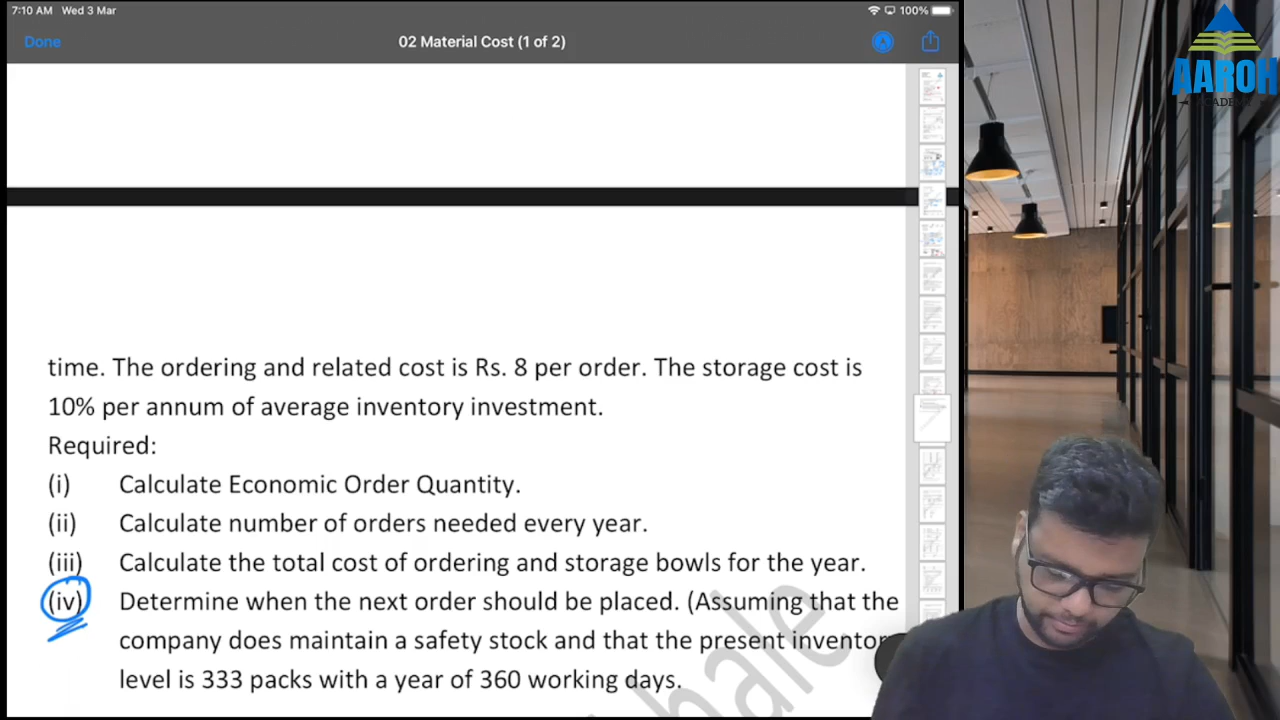 7:10 AM Wed 3 Mar
100%
Done
02 Material Cost (1 of 2)
AAROH
time. The ordering and related cost is Rs. 8 per order. The storage cost is
10% per annum of average inventory investment.
Required:
(i) Calculate Economic Order Quantity.
(ii) Calculate number of orders needed every year.
(iii) Calculate the total cost of ordering and storage bowls for the year.
(iv) Determine when the next order should be placed. (Assuming that the
company does maintain a safety stock and that the present inventor
level is 333 packs with a year of 360 working days.